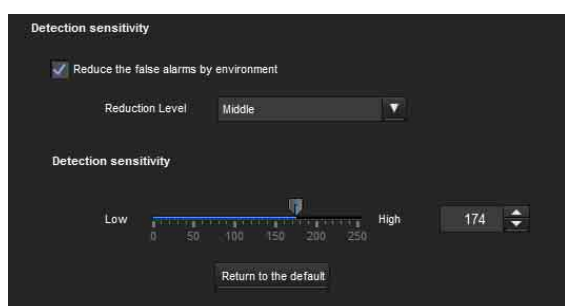 Detection sensitivity
Reduce the false alarms by environment
Reduction Level Middle
Detection sensitivity
Low High 174
0 50 100 150 200 250
Return to the default